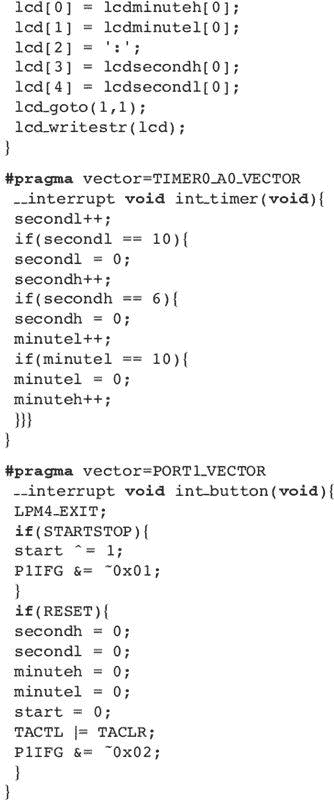 lcd[0] = lcdminuteh[0];
lcd[1] = lcdminutel[0];
lcd[2] = ':';
lcd[3] = lcdsecondh[0];
lcd[4] = lcdsecondl[0];
lcd_goto(1,1);
lcd_writestr(lcd);
}
#pragma vector=TIMER0_A0_VECTOR
__interrupt void int_timer(void){
secondl++;
if(secondl == 10){
secondl = 0;
secondh++;
if(secondh == 6){
secondh = 0;
minutel++;
if(minutel == 10){
minutel = 0;
minuteh++;
}}}
}
#pragma vector=PORT1_VECTOR
__interrupt void int_button(void){
LPM4_EXIT;
if(STARTSTOP){
start ^= 1;
P1IFG &= ~0x01;
}
if(RESET){
secondh = 0;
secondl = 0;
minuteh = 0;
minutel = 0;
start = 0;
TACTL |= TACLR;
P1IFG &= ~0x02;
}
}